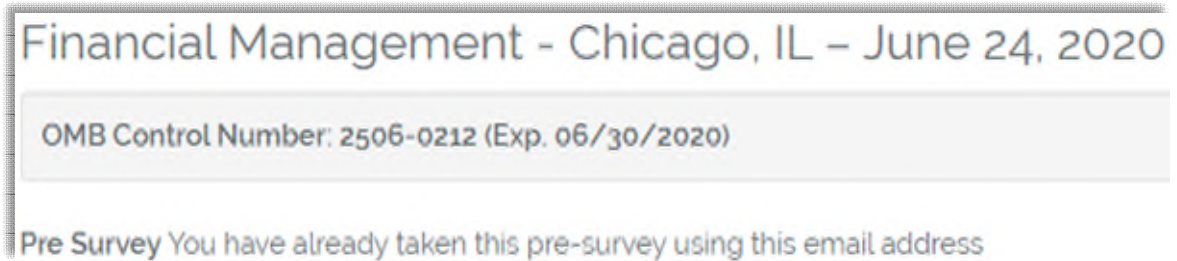 Financial Management - Chicago, IL – June 24, 2020
OMB Control Number: 2506-0212 (Exp. 06/30/2020)
Pre Survey You have already taken this pre-survey using this email address